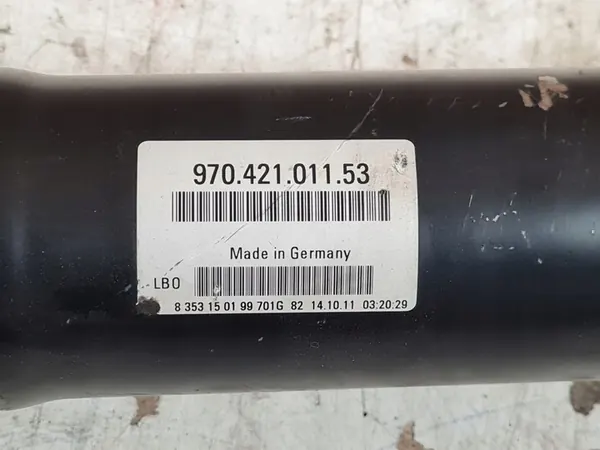 970.421.011.53
Made in Germany
LBO
8 353 15 01 99 701G 82 14.10.11 03:20:29